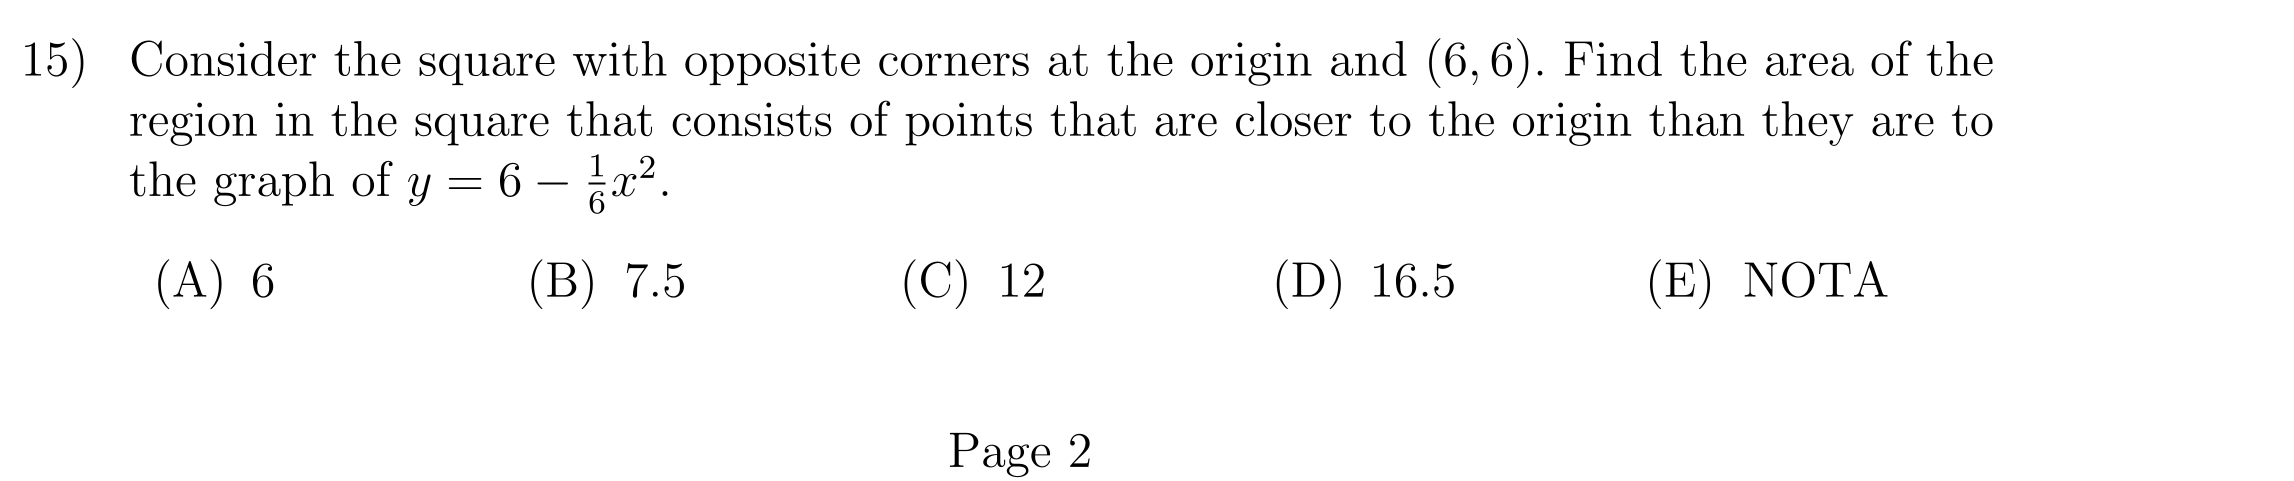 15) Consider the square with opposite corners at the origin and (6, 6). Find the area of the
region in the square that consists of points that are closer to the origin than they are to
the graph of y = 6 − 1/6 x².
(A) 6 (B) 7.5 (C) 12 (D) 16.5 (E) NOTA
Page 2